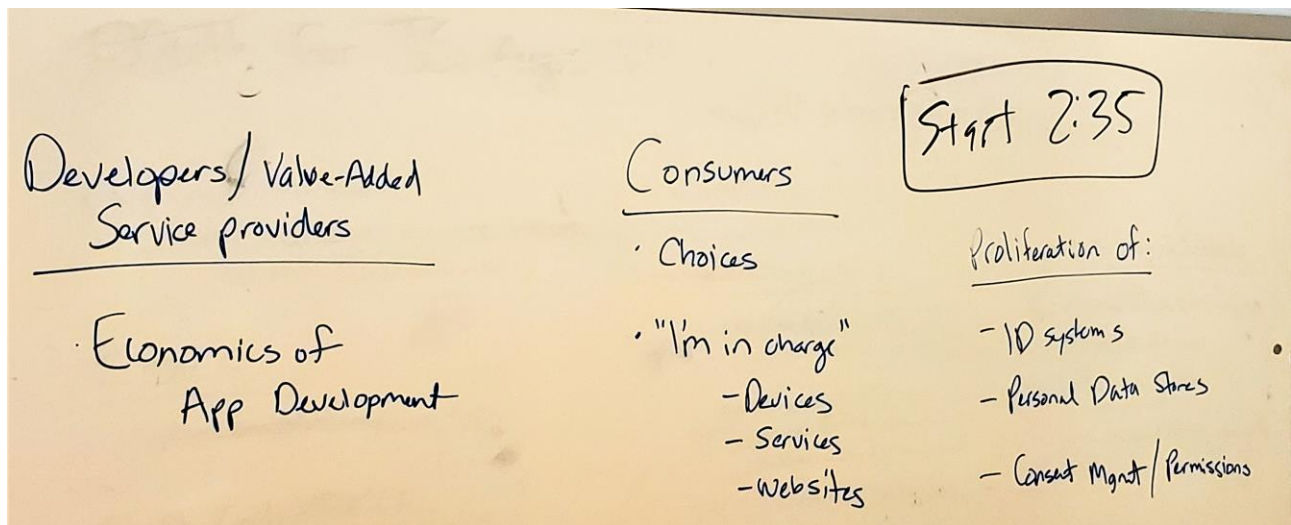 Developers/Value-Added
Service providers
· Economics of
App Development
Consumers
· Choices
· "I'm in charge"
- Devices
- Services
- websites
Start 2:35
Proliferation of:
- ID systems
- Personal Data Stores
- Consent Mgmt/Permissions